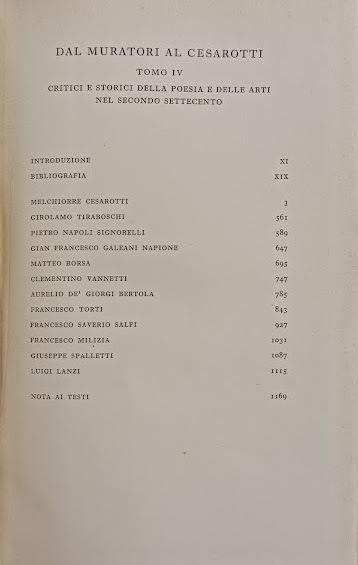 DAL MURATORI AL CESAROTTI
TOMO IV
CRITICI E STORICI DELLA POESIA E DELLE ARTI
NEL SECONDO SETTECENTO
INTRODUZIONE XI
BIBLIOGRAFIA XIX
MELCHIORRE CESAROTTI 3
GIROLAMO TIRABOSCHI 561
PIETRO NAPOLI SIGNORELLI 589
GIAN FRANCESCO GALEANI NAPIONE 647
MATTEO BORSA 695
CLEMENTINO VANNETTI 747
AURELIO DE' GIORGI BERTOLA 785
FRANCESCO TORTI 843
FRANCESCO SAVERIO SALFI 927
FRANCESCO MILIZIA 1031
GIUSEPPE SPALLETTI 1087
LUIGI LANZI 1115
NOTA AI TESTI 1169